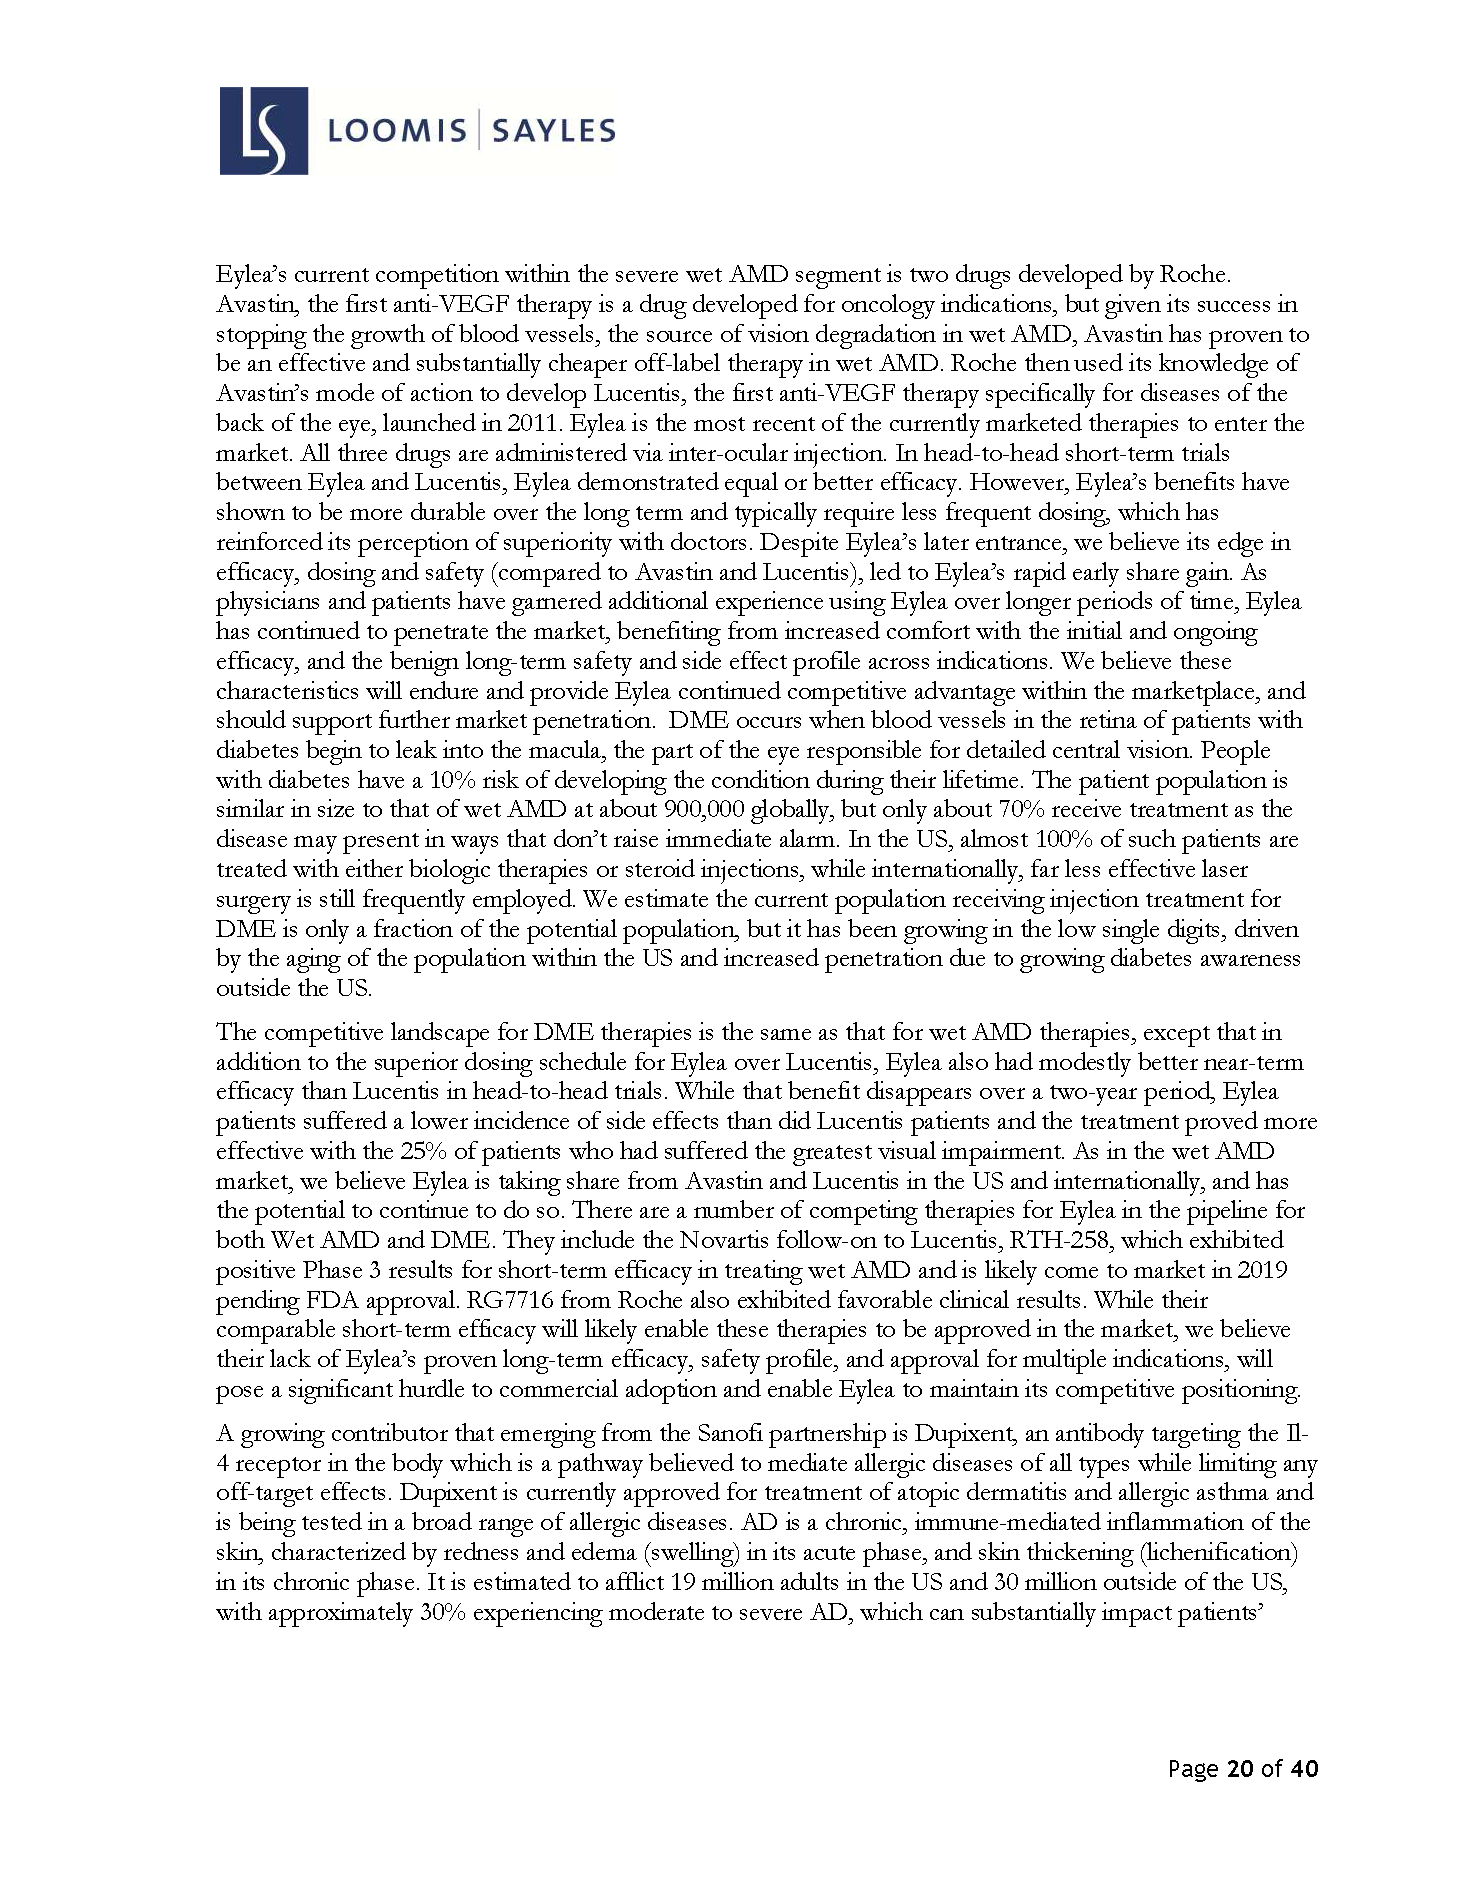 LS LOOMIS | SAYLES
Eylea’s current competition within the severe wet AMD segment is two drugs developed by Roche.
Avastin, the first anti-VEGF therapy is a drug developed for oncology indications, but given its success in
stopping the growth of blood vessels, the source of vision degradation in wet AMD, Avastin has proven to
be an effective and substantially cheaper off-label therapy in wet AMD. Roche then used its knowledge of
Avastin’s mode of action to develop Lucentis, the first anti-VEGF therapy specifically for diseases of the
back of the eye, launched in 2011. Eylea is the most recent of the currently marketed therapies to enter the
market. All three drugs are administered via inter-ocular injection. In head-to-head short-term trials
between Eylea and Lucentis, Eylea demonstrated equal or better efficacy. However, Eylea’s benefits have
shown to be more durable over the long term and typically require less frequent dosing, which has
reinforced its perception of superiority with doctors. Despite Eylea’s later entrance, we believe its edge in
efficacy, dosing and safety (compared to Avastin and Lucentis), led to Eylea’s rapid early share gain. As
physicians and patients have garnered additional experience using Eylea over longer periods of time, Eylea
has continued to penetrate the market, benefiting from increased comfort with the initial and ongoing
efficacy, and the benign long-term safety and side effect profile across indications. We believe these
characteristics will endure and provide Eylea continued competitive advantage within the marketplace, and
should support further market penetration. DME occurs when blood vessels in the retina of patients with
diabetes begin to leak into the macula, the part of the eye responsible for detailed central vision. People
with diabetes have a 10% risk of developing the condition during their lifetime. The patient population is
similar in size to that of wet AMD at about 900,000 globally, but only about 70% receive treatment as the
disease may present in ways that don’t raise immediate alarm. In the US, almost 100% of such patients are
treated with either biologic therapies or steroid injections, while internationally, far less effective laser
surgery is still frequently employed. We estimate the current population receiving injection treatment for
DME is only a fraction of the potential population, but it has been growing in the low single digits, driven
by the aging of the population within the US and increased penetration due to growing diabetes awareness
outside the US.
The competitive landscape for DME therapies is the same as that for wet AMD therapies, except that in
addition to the superior dosing schedule for Eylea over Lucentis, Eylea also had modestly better near-term
efficacy than Lucentis in head-to-head trials. While that benefit disappears over a two-year period, Eylea
patients suffered a lower incidence of side effects than did Lucentis patients and the treatment proved more
effective with the 25% of patients who had suffered the greatest visual impairment. As in the wet AMD
market, we believe Eylea is taking share from Avastin and Lucentis in the US and internationally, and has
the potential to continue to do so. There are a number of competing therapies for Eylea in the pipeline for
both Wet AMD and DME. They include the Novartis follow-on to Lucentis, RTH-258, which exhibited
positive Phase 3 results for short-term efficacy in treating wet AMD and is likely come to market in 2019
pending FDA approval. RG7716 from Roche also exhibited favorable clinical results. While their
comparable short-term efficacy will likely enable these therapies to be approved in the market, we believe
their lack of Eylea’s proven long-term efficacy, safety profile, and approval for multiple indications, will
pose a significant hurdle to commercial adoption and enable Eylea to maintain its competitive positioning.
A growing contributor that emerging from the Sanofi partnership is Dupixent, an antibody targeting the Il-
4 receptor in the body which is a pathway believed to mediate allergic diseases of all types while limiting any
off-target effects. Dupixent is currently approved for treatment of atopic dermatitis and allergic asthma and
is being tested in a broad range of allergic diseases. AD is a chronic, immune-mediated inflammation of the
skin, characterized by redness and edema (swelling) in its acute phase, and skin thickening (lichenification)
in its chronic phase. It is estimated to afflict 19 million adults in the US and 30 million outside of the US,
with approximately 30% experiencing moderate to severe AD, which can substantially impact patients’
Page 20 of 40